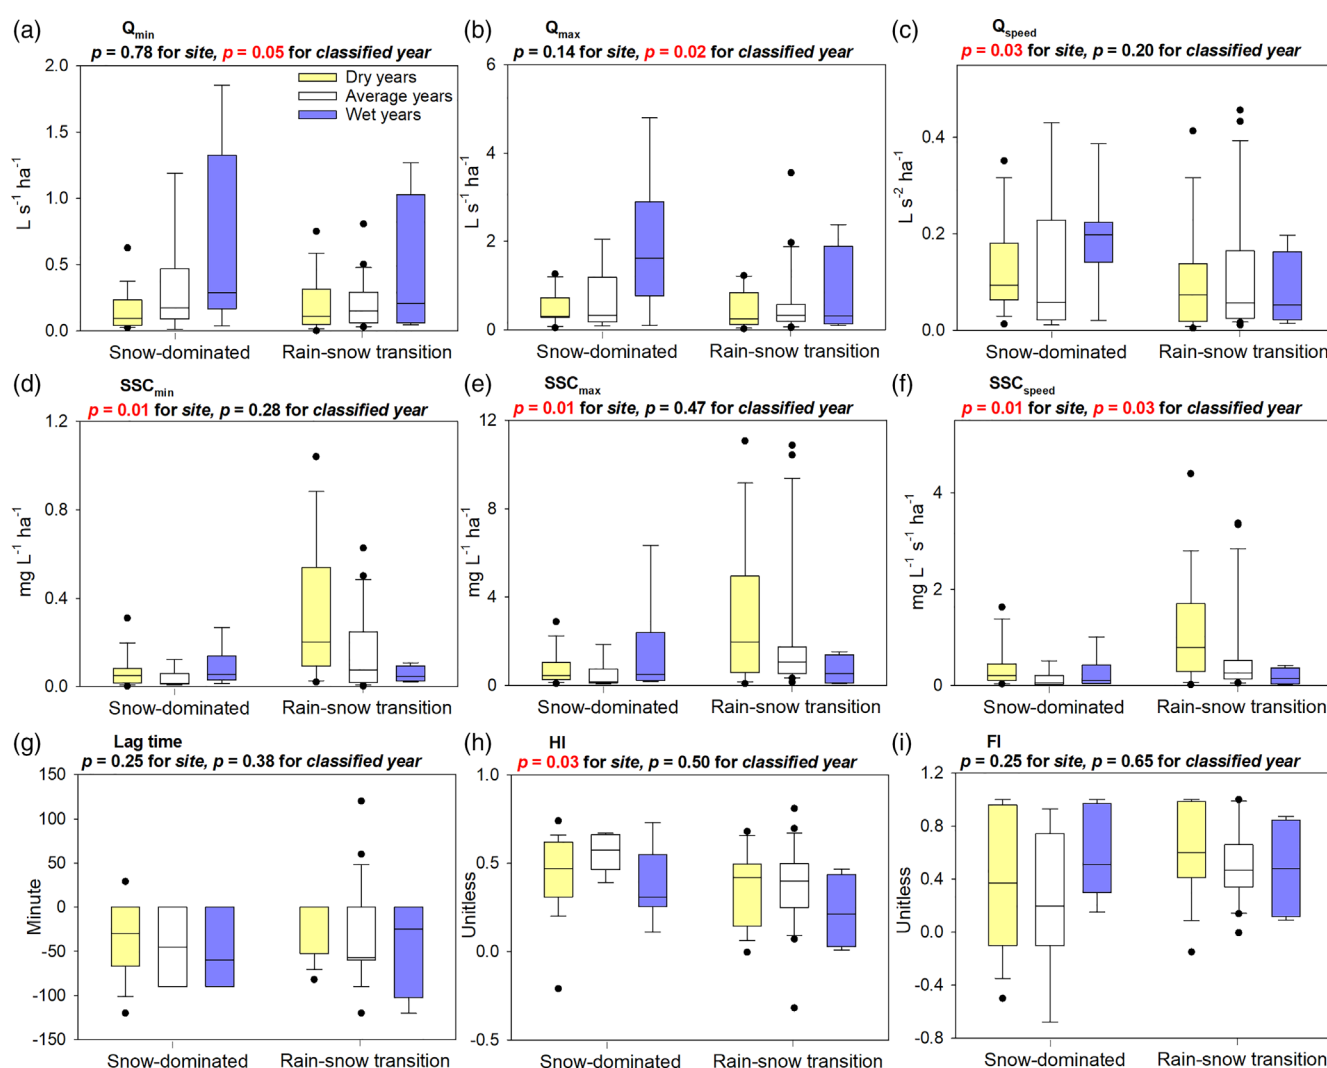 (a) Q_min
p = 0.78 for site, p = 0.05 for classified year
2.0
1.5
1.0
0.5
0.0
L s⁻¹ ha⁻¹
Dry years
Average years
Wet years
Snow-dominated Rain-snow transition
(b) Q_max
p = 0.14 for site, p = 0.02 for classified year
6
4
2
0
L s⁻¹ ha⁻¹
Snow-dominated Rain-snow transition
(c) Q_speed
p = 0.03 for site, p = 0.20 for classified year
0.4
0.2
0.0
L s⁻² ha⁻¹
Snow-dominated Rain-snow transition
(d) SSC_min
p = 0.01 for site, p = 0.28 for classified year
1.2
0.8
0.4
0.0
mg L⁻¹ ha⁻¹
Snow-dominated Rain-snow transition
(e) SSC_max
p = 0.01 for site, p = 0.47 for classified year
12
8
4
0
mg L⁻¹ ha⁻¹
Snow-dominated Rain-snow transition
(f) SSC_speed
p = 0.01 for site, p = 0.03 for classified year
4
2
0
mg L⁻¹ s⁻¹ ha⁻¹
Snow-dominated Rain-snow transition
(g) Lag time
p = 0.25 for site, p = 0.38 for classified year
150
100
50
0
-50
-100
-150
Minute
Snow-dominated Rain-snow transition
(h) HI
p = 0.03 for site, p = 0.50 for classified year
1.0
0.5
0.0
-0.5
Unitless
Snow-dominated Rain-snow transition
(i) FI
p = 0.25 for site, p = 0.65 for classified year
1.2
0.8
0.4
0.0
-0.4
-0.8
Unitless
Snow-dominated Rain-snow transition